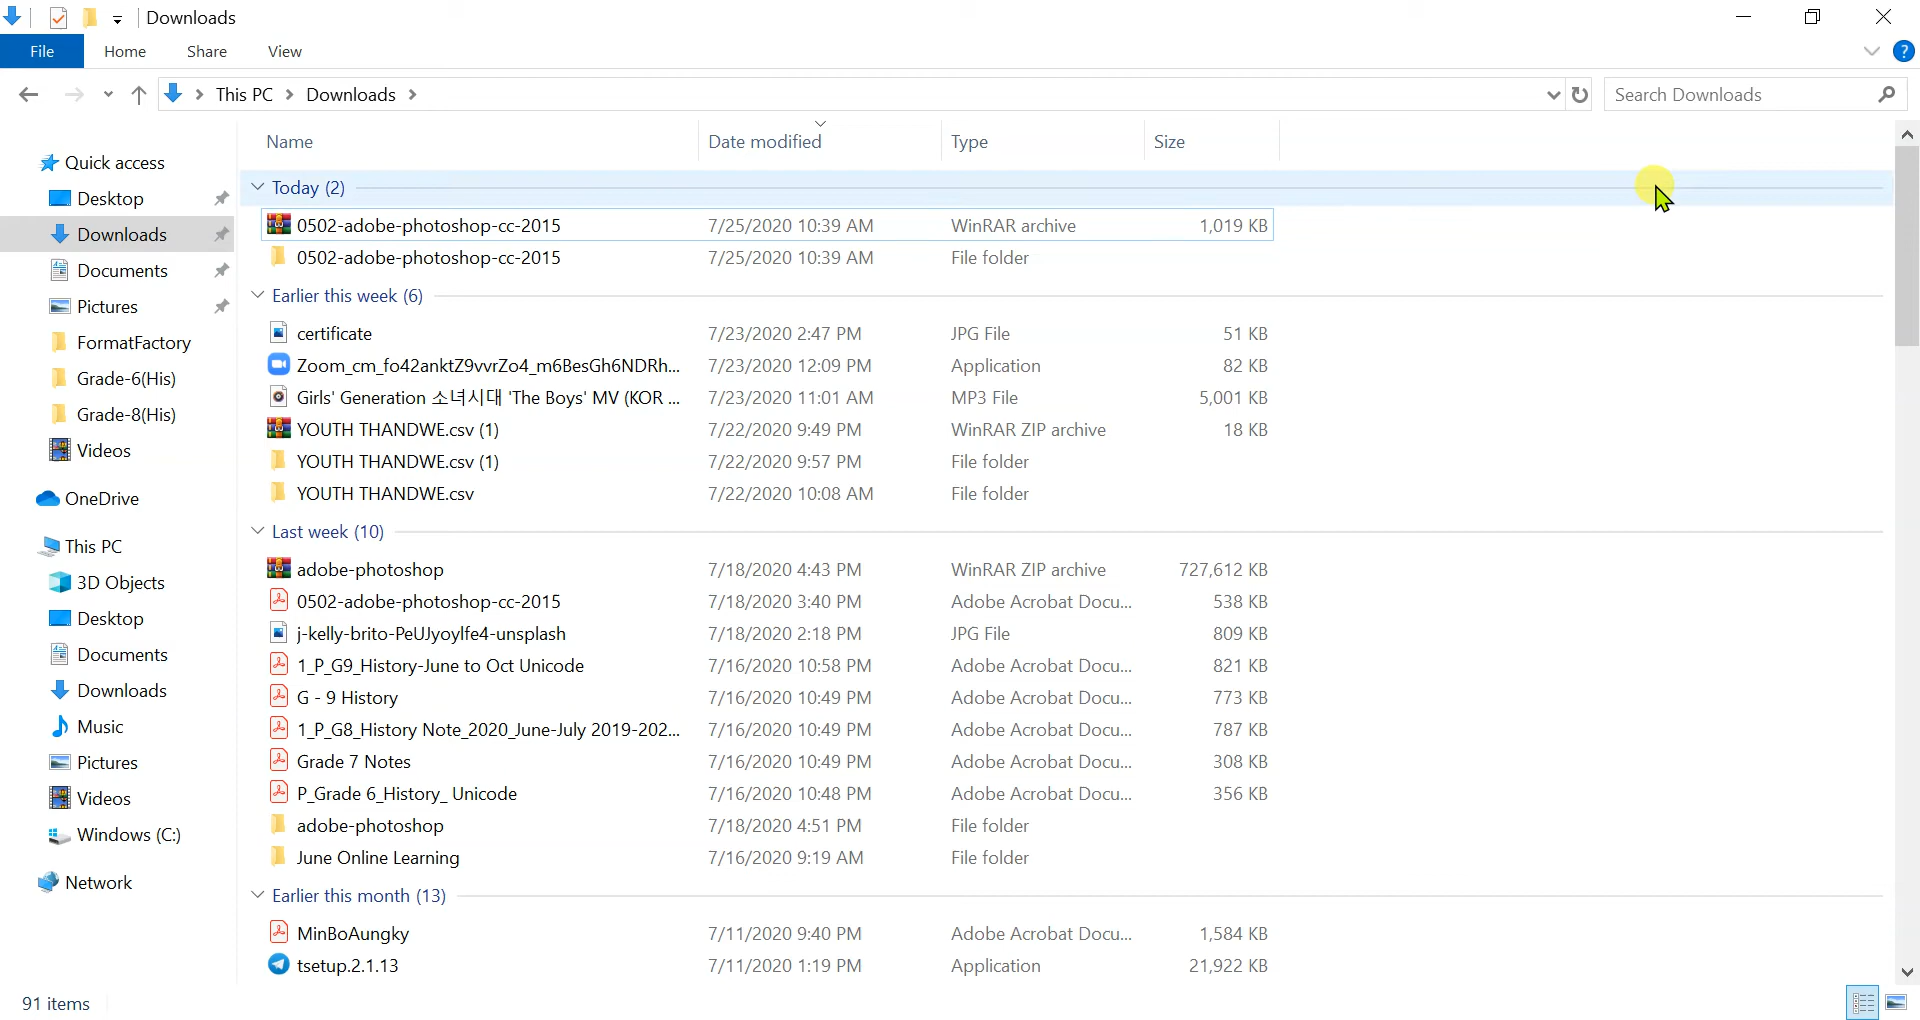 Downloads
File Home Share View
This PC Downloads
Search Downloads
Name Date modified Type Size
Quick access
Desktop
Downloads
Documents
Pictures
FormatFactory
Grade-6(His)
Grade-8(His)
Videos
OneDrive
This PC
3D Objects
Desktop
Documents
Downloads
Music
Pictures
Videos
Windows (C:)
Network
Today (2)
0502-adobe-photoshop-cc-2015 7/25/2020 10:39 AM WinRAR archive 1,019 KB
0502-adobe-photoshop-cc-2015 7/25/2020 10:39 AM File folder
Earlier this week (6)
certificate 7/23/2020 2:47 PM JPG File 51 KB
Zoom_cm_fo42anktZ9vvrZo4_m6BesGh6NDRh... 7/23/2020 12:09 PM Application 82 KB
Girls' Generation 소녀시대 'The Boys' MV (KOR ... 7/23/2020 11:01 AM MP3 File 5,001 KB
YOUTH THANDWE.csv (1) 7/22/2020 9:49 PM WinRAR ZIP archive 18 KB
YOUTH THANDWE.csv (1) 7/22/2020 9:57 PM File folder
YOUTH THANDWE.csv 7/22/2020 10:08 AM File folder
Last week (10)
adobe-photoshop 7/18/2020 4:43 PM WinRAR ZIP archive 727,612 KB
0502-adobe-photoshop-cc-2015 7/18/2020 3:40 PM Adobe Acrobat Docu... 538 KB
j-kelly-brito-PeUJyoylfe4-unsplash 7/18/2020 2:18 PM JPG File 809 KB
1_P_G9_History-June to Oct Unicode 7/16/2020 10:58 PM Adobe Acrobat Docu... 821 KB
G - 9 History 7/16/2020 10:49 PM Adobe Acrobat Docu... 773 KB
1_P_G8_History Note_2020_June-July 2019-202... 7/16/2020 10:49 PM Adobe Acrobat Docu... 787 KB
Grade 7 Notes 7/16/2020 10:49 PM Adobe Acrobat Docu... 308 KB
P_Grade 6_History_ Unicode 7/16/2020 10:48 PM Adobe Acrobat Docu... 356 KB
adobe-photoshop 7/18/2020 4:51 PM File folder
June Online Learning 7/16/2020 9:19 AM File folder
Earlier this month (13)
MinBoAungky 7/11/2020 9:40 PM Adobe Acrobat Docu... 1,584 KB
tsetup.2.1.13 7/11/2020 1:19 PM Application 21,922 KB
91 items